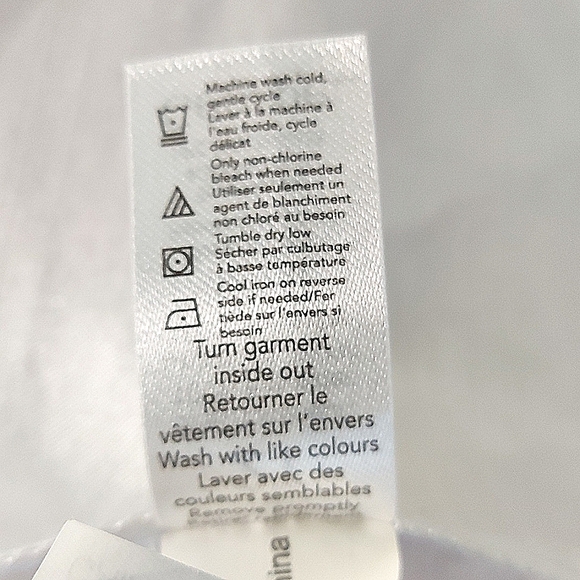 Machine wash cold,
gentle cycle
Laver à la machine à
l'eau froide, cycle
délicat
Only non-chlorine
bleach when needed
Utiliser seulement un
agent de blanchiment
non chloré au besoin
Tumble dry low
Sécher par culbutage
à basse température
Cool iron on reverse
side if needed/Fer
tiède sur l'envers si
besoin
Turn garment
inside out
Retourner le
vêtement sur l'envers
Wash with like colours
Laver avec des
couleurs semblables
Remove promptly
ina